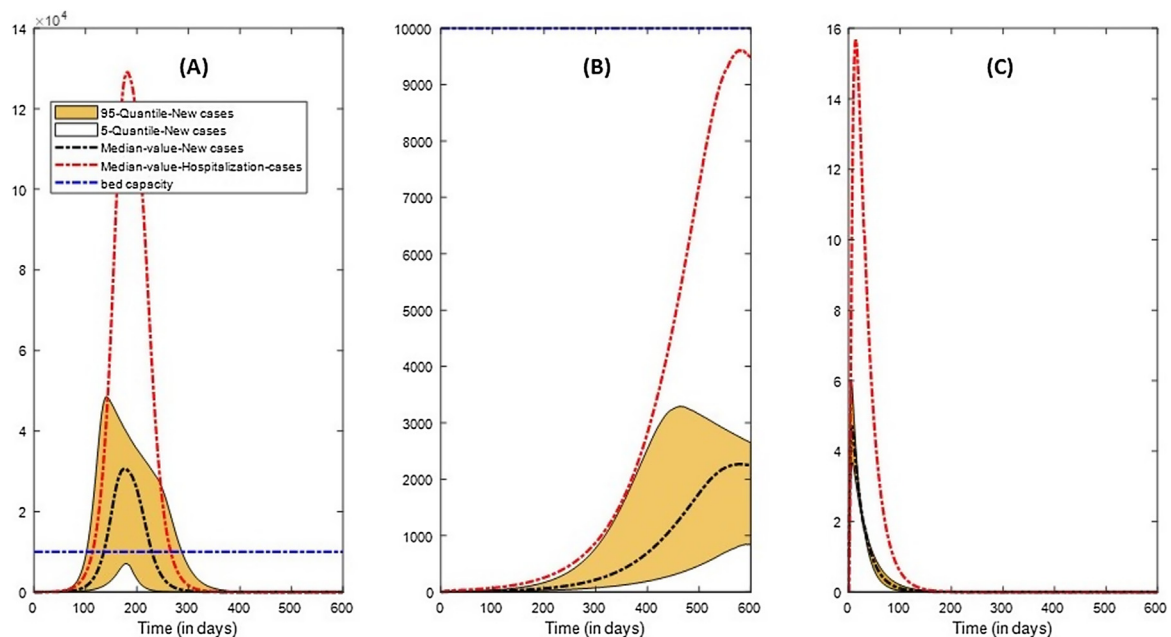 ×10⁴
14
12
10
8
6
4
2
0
(A)
95-Quantile-New cases
5-Quantile-New cases
Median-value-New cases
Median-value-Hospitalization-cases
bed capacity
0 100 200 300 400 500 600
Time (in days)
10000
9000
8000
7000
6000
5000
4000
3000
2000
1000
0
(B)
0 100 200 300 400 500 600
Time (in days)
16
14
12
10
8
6
4
2
0
(C)
0 100 200 300 400 500 600
Time (in days)